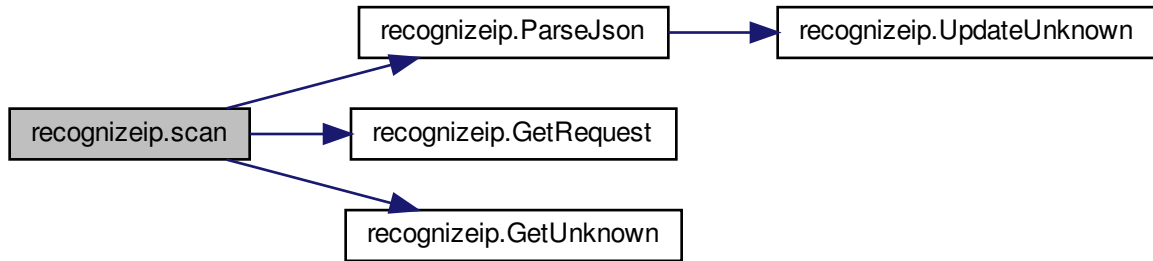 recognizeip.ParseJson
recognizeip.UpdateUnknown
recognizeip.scan
recognizeip.GetRequest
recognizeip.GetUnknown